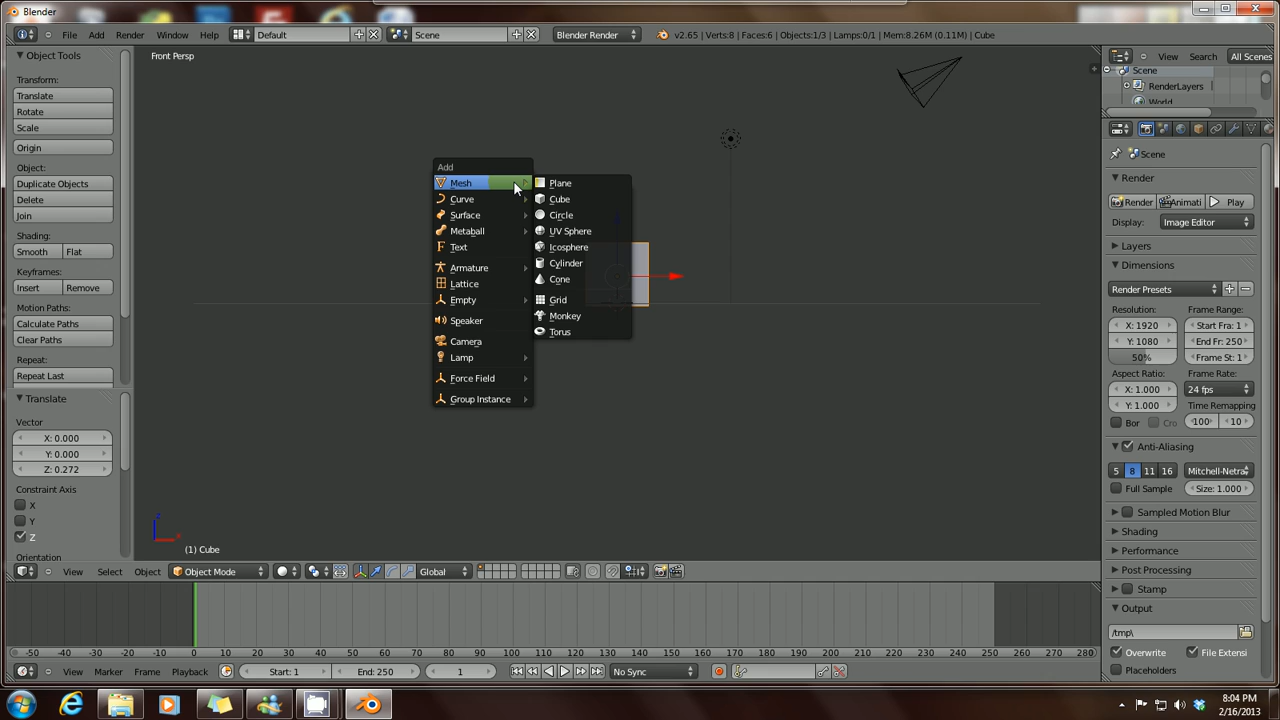 Blender
File Add Render Window Help Default Scene Blender Render v2.65 | Verts:8 | Faces:6 | Objects:1/3 | Lamps:0/1 | Mem:8.26M (0.11M) | Cube
Object Tools
Transform:
Translate
Rotate
Scale
Origin
Object:
Duplicate Objects
Delete
Join
Shading:
Smooth Flat
Keyframes:
Insert Remove
Motion Paths:
Calculate Paths
Clear Paths
Repeat:
Repeat Last
Translate
Vector
X: 0.000
Y: 0.000
Z: 0.272
Constraint Axis
X
Y
Z
Orientation
Front Persp
Add
Mesh
Curve
Surface
Metaball
Text
Armature
Lattice
Empty
Speaker
Camera
Lamp
Force Field
Group Instance
Plane
Cube
Circle
UV Sphere
Icosphere
Cylinder
Cone
Grid
Monkey
Torus
z
x
(1) Cube
View Select Object Object Mode Global
View Search All Scenes
Scene
RenderLayers
World
Scene
Render
Render Animati Play
Display: Image Editor
Layers
Dimensions
Render Presets
Resolution: Frame Range:
X: 1920 Start Fra: 1
Y: 1080 End Fr: 250
50% Frame St: 1
Aspect Ratio: Frame Rate:
X: 1.000 24 fps
Y: 1.000 Time Remapping
Bor Cro 100 10
Anti-Aliasing
5 8 11 16 Mitchell-Netra
Full Sample Size: 1.000
Sampled Motion Blur
Shading
Performance
Post Processing
Stamp
Output
/tmp\
Overwrite File Extensi
Placeholders
-50 -40 -30 -20 -10 0 10 20 30 40 50 60 70 80 90 100 110 120 130 140 150 160 170 180 190 200 210 220 230 240 250 260 270 280
View Marker Frame Playback Start: 1 End: 250 1 No Sync
8:04 PM
2/16/2013